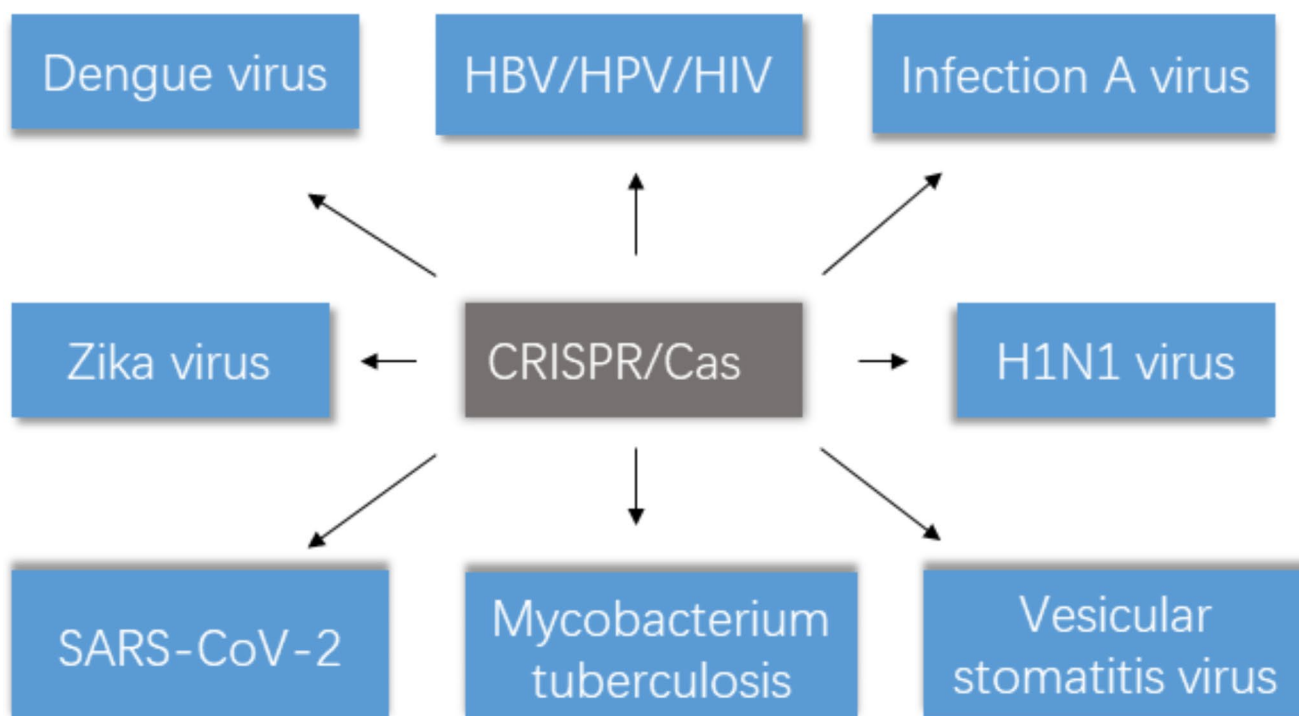 Dengue virus
HBV/HPV/HIV
Infection A virus
Zika virus
CRISPR/Cas
H1N1 virus
SARS-CoV-2
Mycobacterium
tuberculosis
Vesicular
stomatitis virus